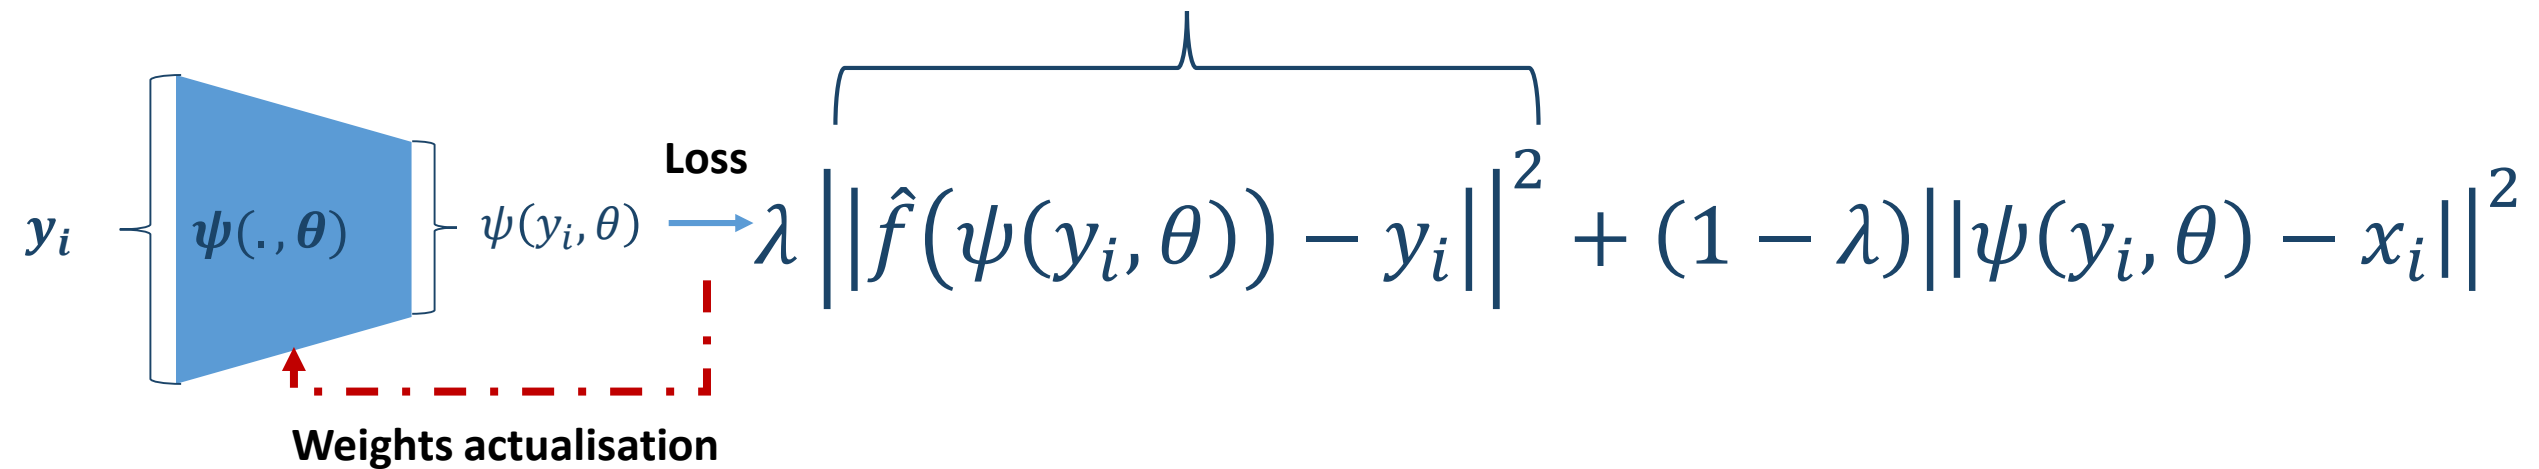 y_i ψ(., θ) ψ(y_i, θ) Loss λ||f̂(ψ(y_i, θ)) − y_i||² + (1 − λ)||ψ(y_i, θ) − x_i||²
Weights actualisation